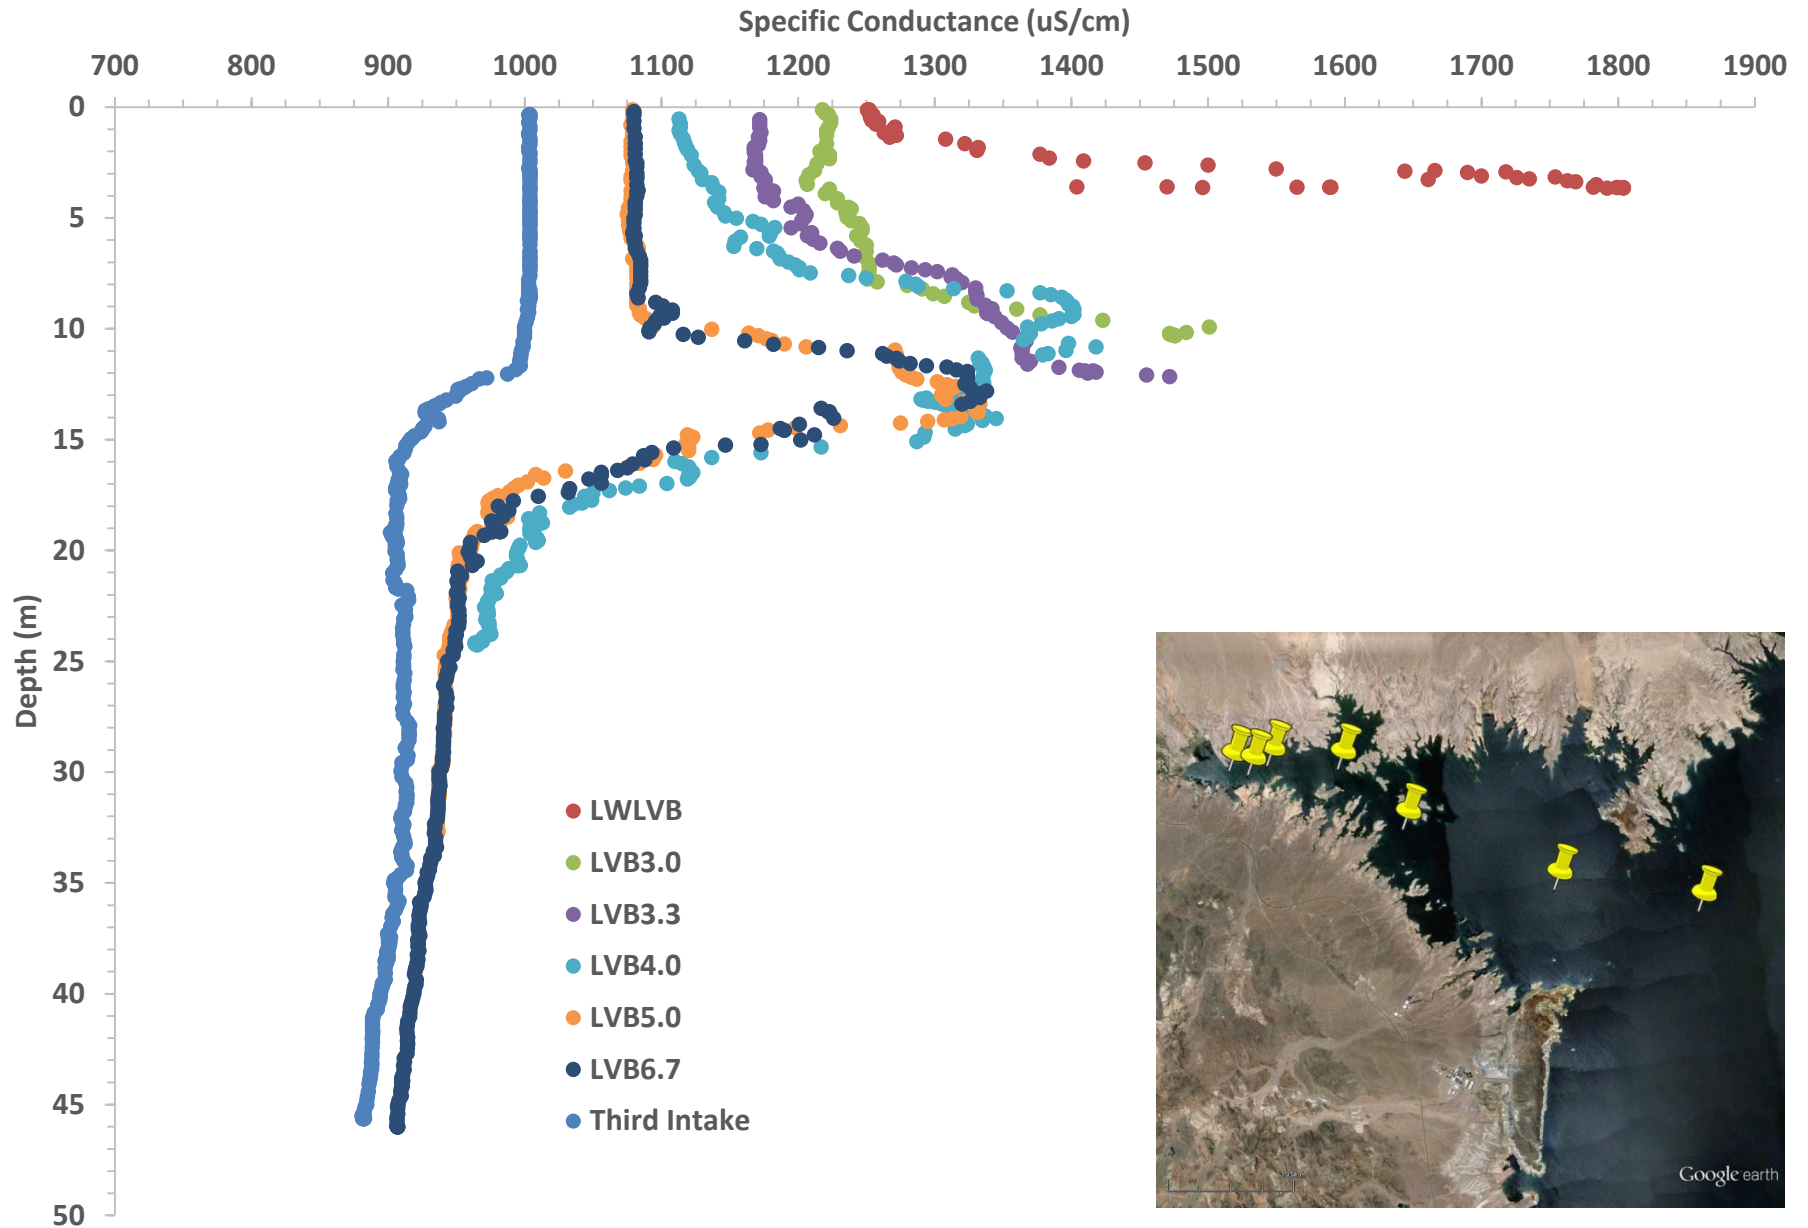 Specific Conductance (uS/cm)
700 800 900 1000 1100 1200 1300 1400 1500 1600 1700 1800 1900
0
5
10
15
20
25
30
35
40
45
50
Depth (m)
LWLVB
LVB3.0
LVB3.3
LVB4.0
LVB5.0
LVB6.7
Third Intake
Google earth